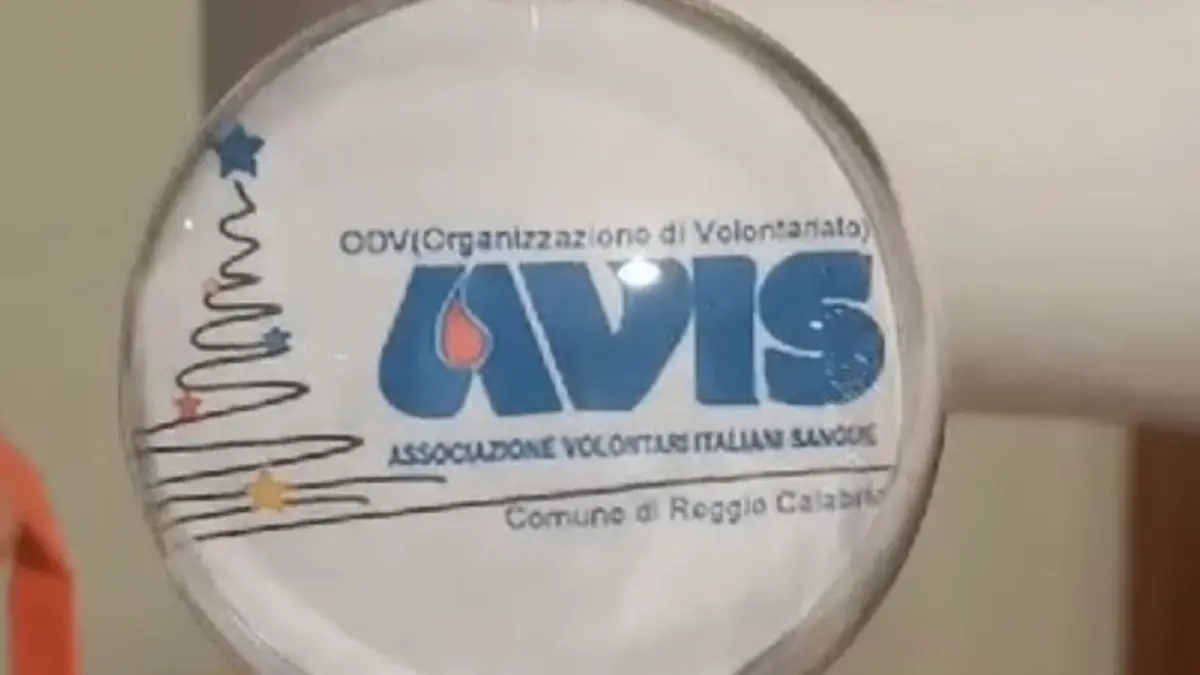 ODV(Organizzazione di Volontariato)
AVIS
ASSOCIAZIONE VOLONTARI ITALIANI SANGUE
Comune di Reggio Calabria